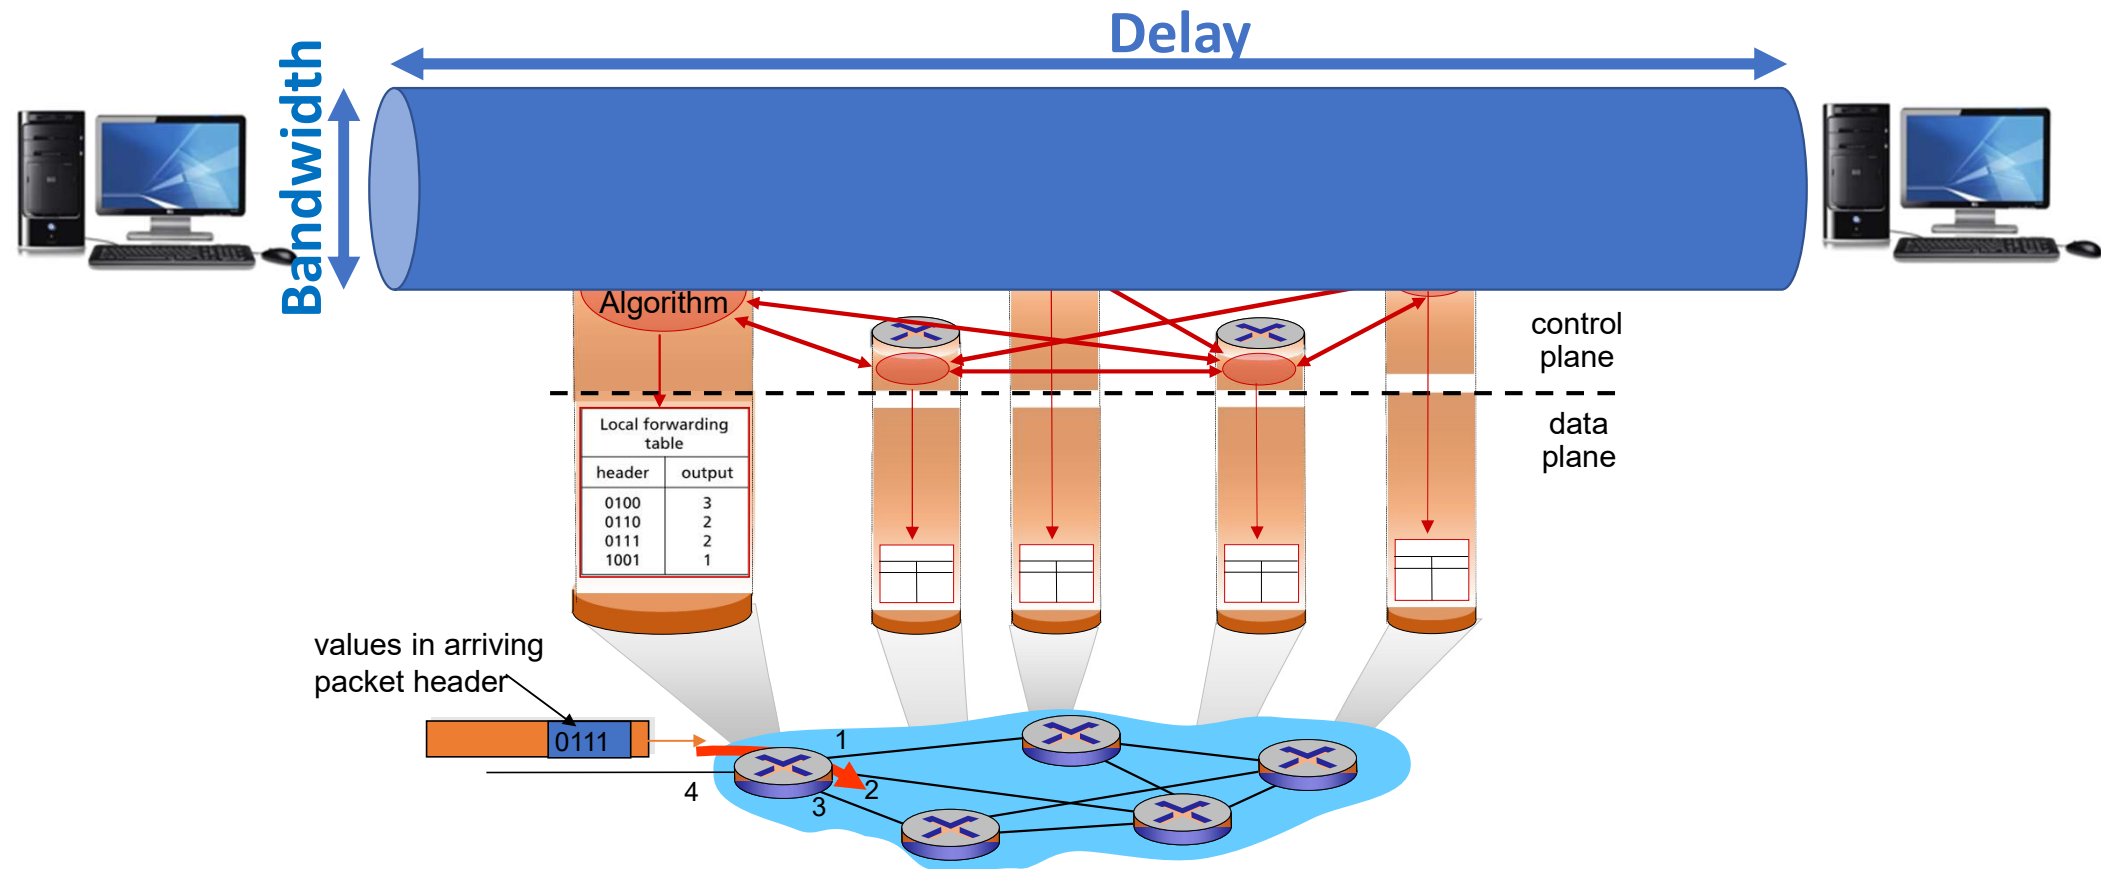 Delay
Bandwidth
Algorithm
control
plane
data
plane
Local forwarding
table
header output
0100 3
0110 2
0111 2
1001 1
values in arriving
packet header
0111
1
2
3
4